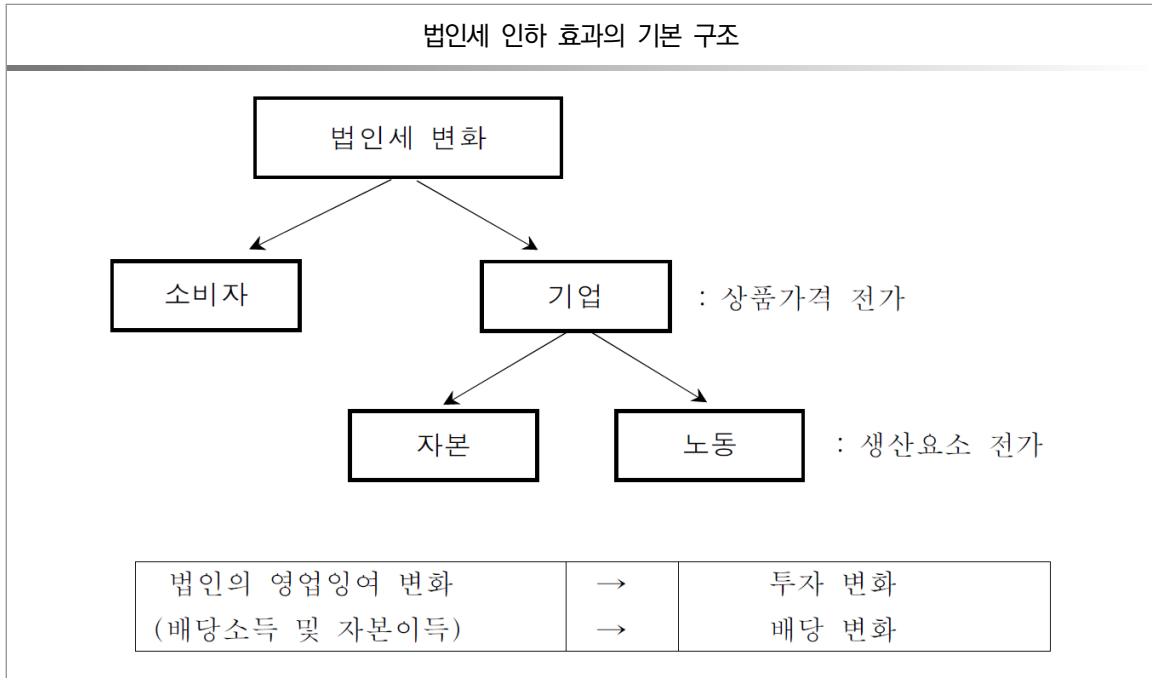 법인세 인하 효과의 기본 구조
법인세 변화
소비자
기업
: 상품가격 전가
자본
노동
: 생산요소 전가
법인의 영업잉여 변화 → 투자 변화
(배당소득 및 자본이득) → 배당 변화